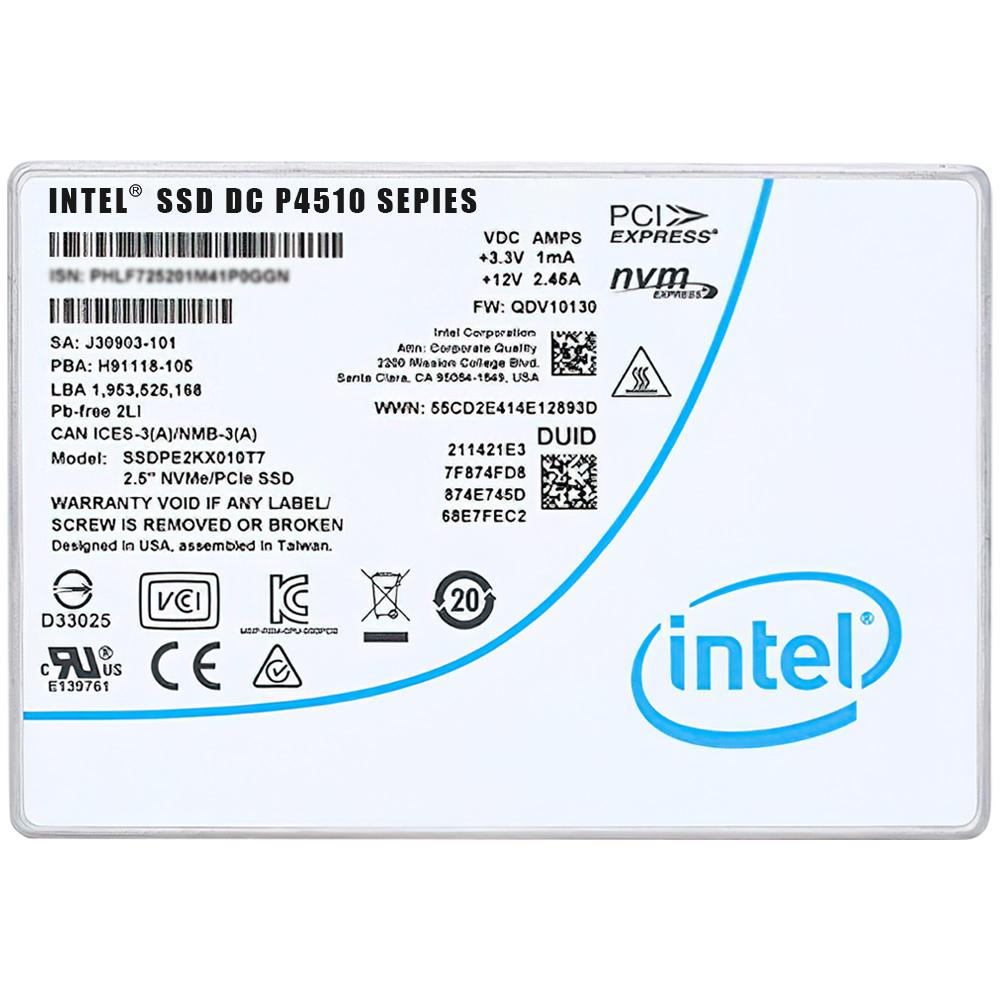 INTEL® SSD DC P4510 SEPIES
ISN: PHLF725201M41P0GGN
SA: J30903-101
PBA: H91118-105
LBA 1,953,525,168
Pb-free 2LI
CAN ICES-3(A)/NMB-3(A)
Model: SSDPE2KX010T7
2.5" NVMe/PCIe SSD
WARRANTY VOID IF ANY LABEL/
SCREW IS REMOVED OR BROKEN
Designed in USA, assembled in Taiwan.
VDC AMPS
+3.3V 1mA
+12V 2.45A
FW: QDV10130
Intel Corporation
Attn: Corporate Quality
2200 Mission College Blvd.
Santa Clara, CA 95054-1549, USA
WWN: 55CD2E414E12893D
DUID
211421E3
7F874FD8
874E745D
68E7FEC2
PCI
EXPRESS®
nvm
EXPRESS®
D33025
VCI
20
c RU® US
E139761
CE
intel®